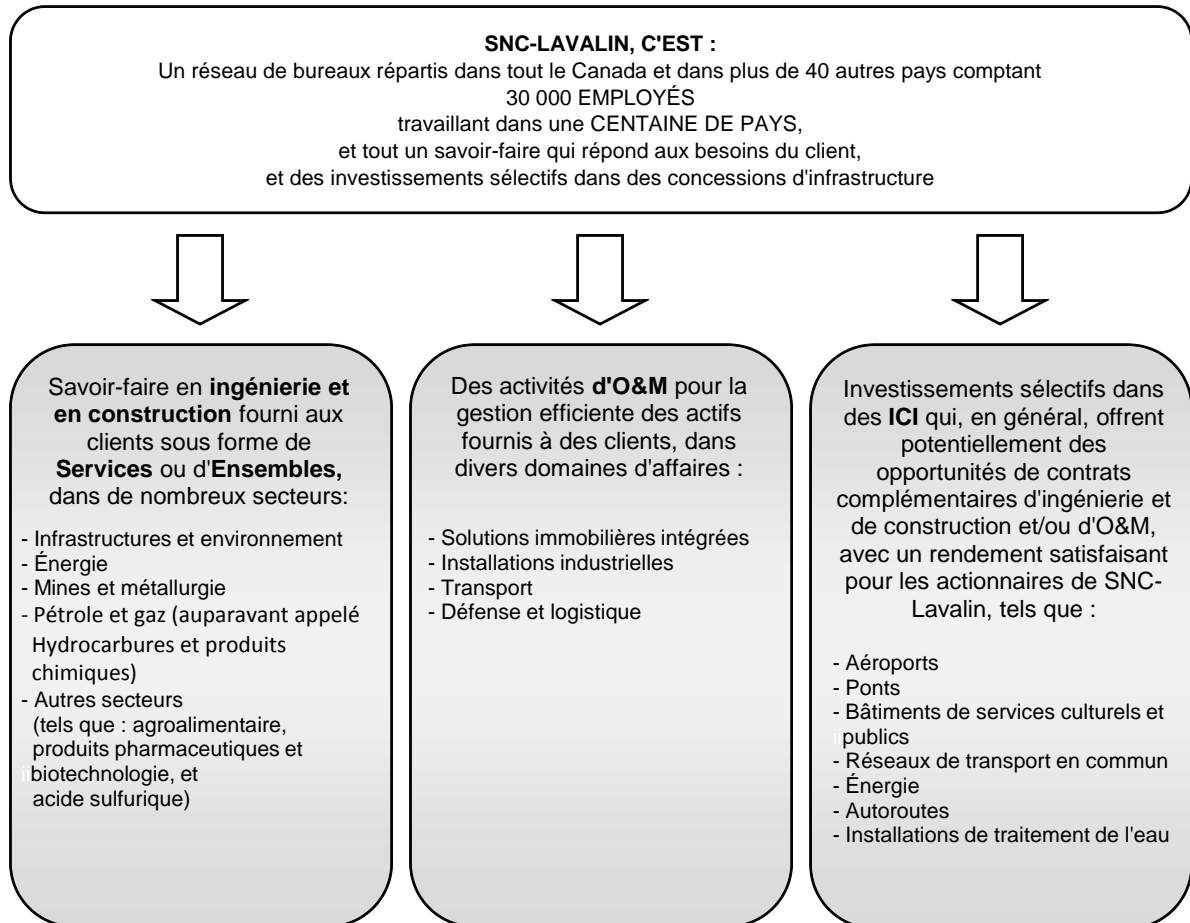 SNC-LAVALIN, C'EST :
Un réseau de bureaux répartis dans tout le Canada et dans plus de 40 autres pays comptant
30 000 EMPLOYÉS
travaillant dans une CENTAINE DE PAYS,
et tout un savoir-faire qui répond aux besoins du client,
et des investissements sélectifs dans des concessions d'infrastructure
Savoir-faire en ingénierie et
en construction fourni aux
clients sous forme de
Services ou d'Ensembles,
dans de nombreux secteurs:
- Infrastructures et environnement
- Énergie
- Mines et métallurgie
- Pétrole et gaz (auparavant appelé
Hydrocarbures et produits
chimiques)
- Autres secteurs
(tels que : agroalimentaire,
produits pharmaceutiques et
biotechnologie, et
acide sulfurique)
Des activités d'O&M pour la
gestion efficiente des actifs
fournis à des clients, dans
divers domaines d'affaires :
- Solutions immobilières intégrées
- Installations industrielles
- Transport
- Défense et logistique
Investissements sélectifs dans
des ICI qui, en général, offrent
potentiellement des
opportunités de contrats
complémentaires d'ingénierie et
de construction et/ou d'O&M,
avec un rendement satisfaisant
pour les actionnaires de SNC-
Lavalin, tels que :
- Aéroports
- Ponts
- Bâtiments de services culturels et
publics
- Réseaux de transport en commun
- Énergie
- Autoroutes
- Installations de traitement de l'eau